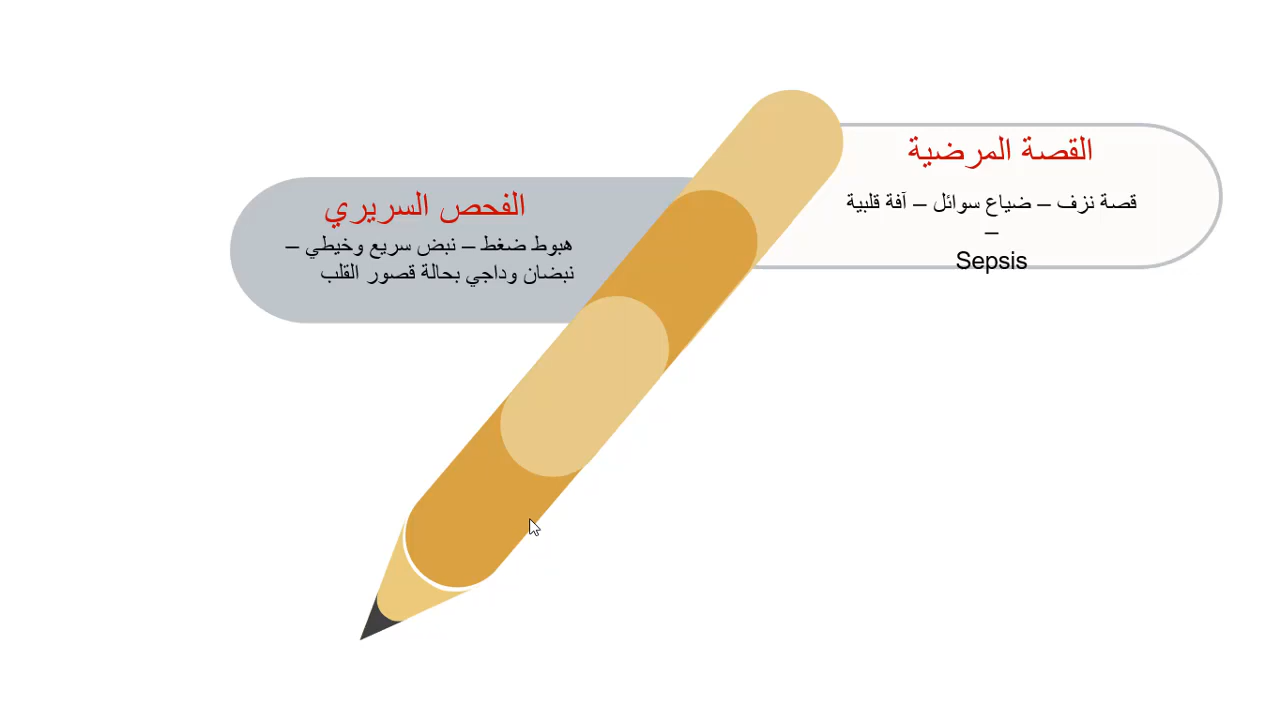 القصة المرضية
قصة نزف – ضياع سوائل – آفة قلبية
–
Sepsis
الفحص السريري
هبوط ضغط – نبض سريع وخيطي –
نبضان وداجي بحالة قصور القلب